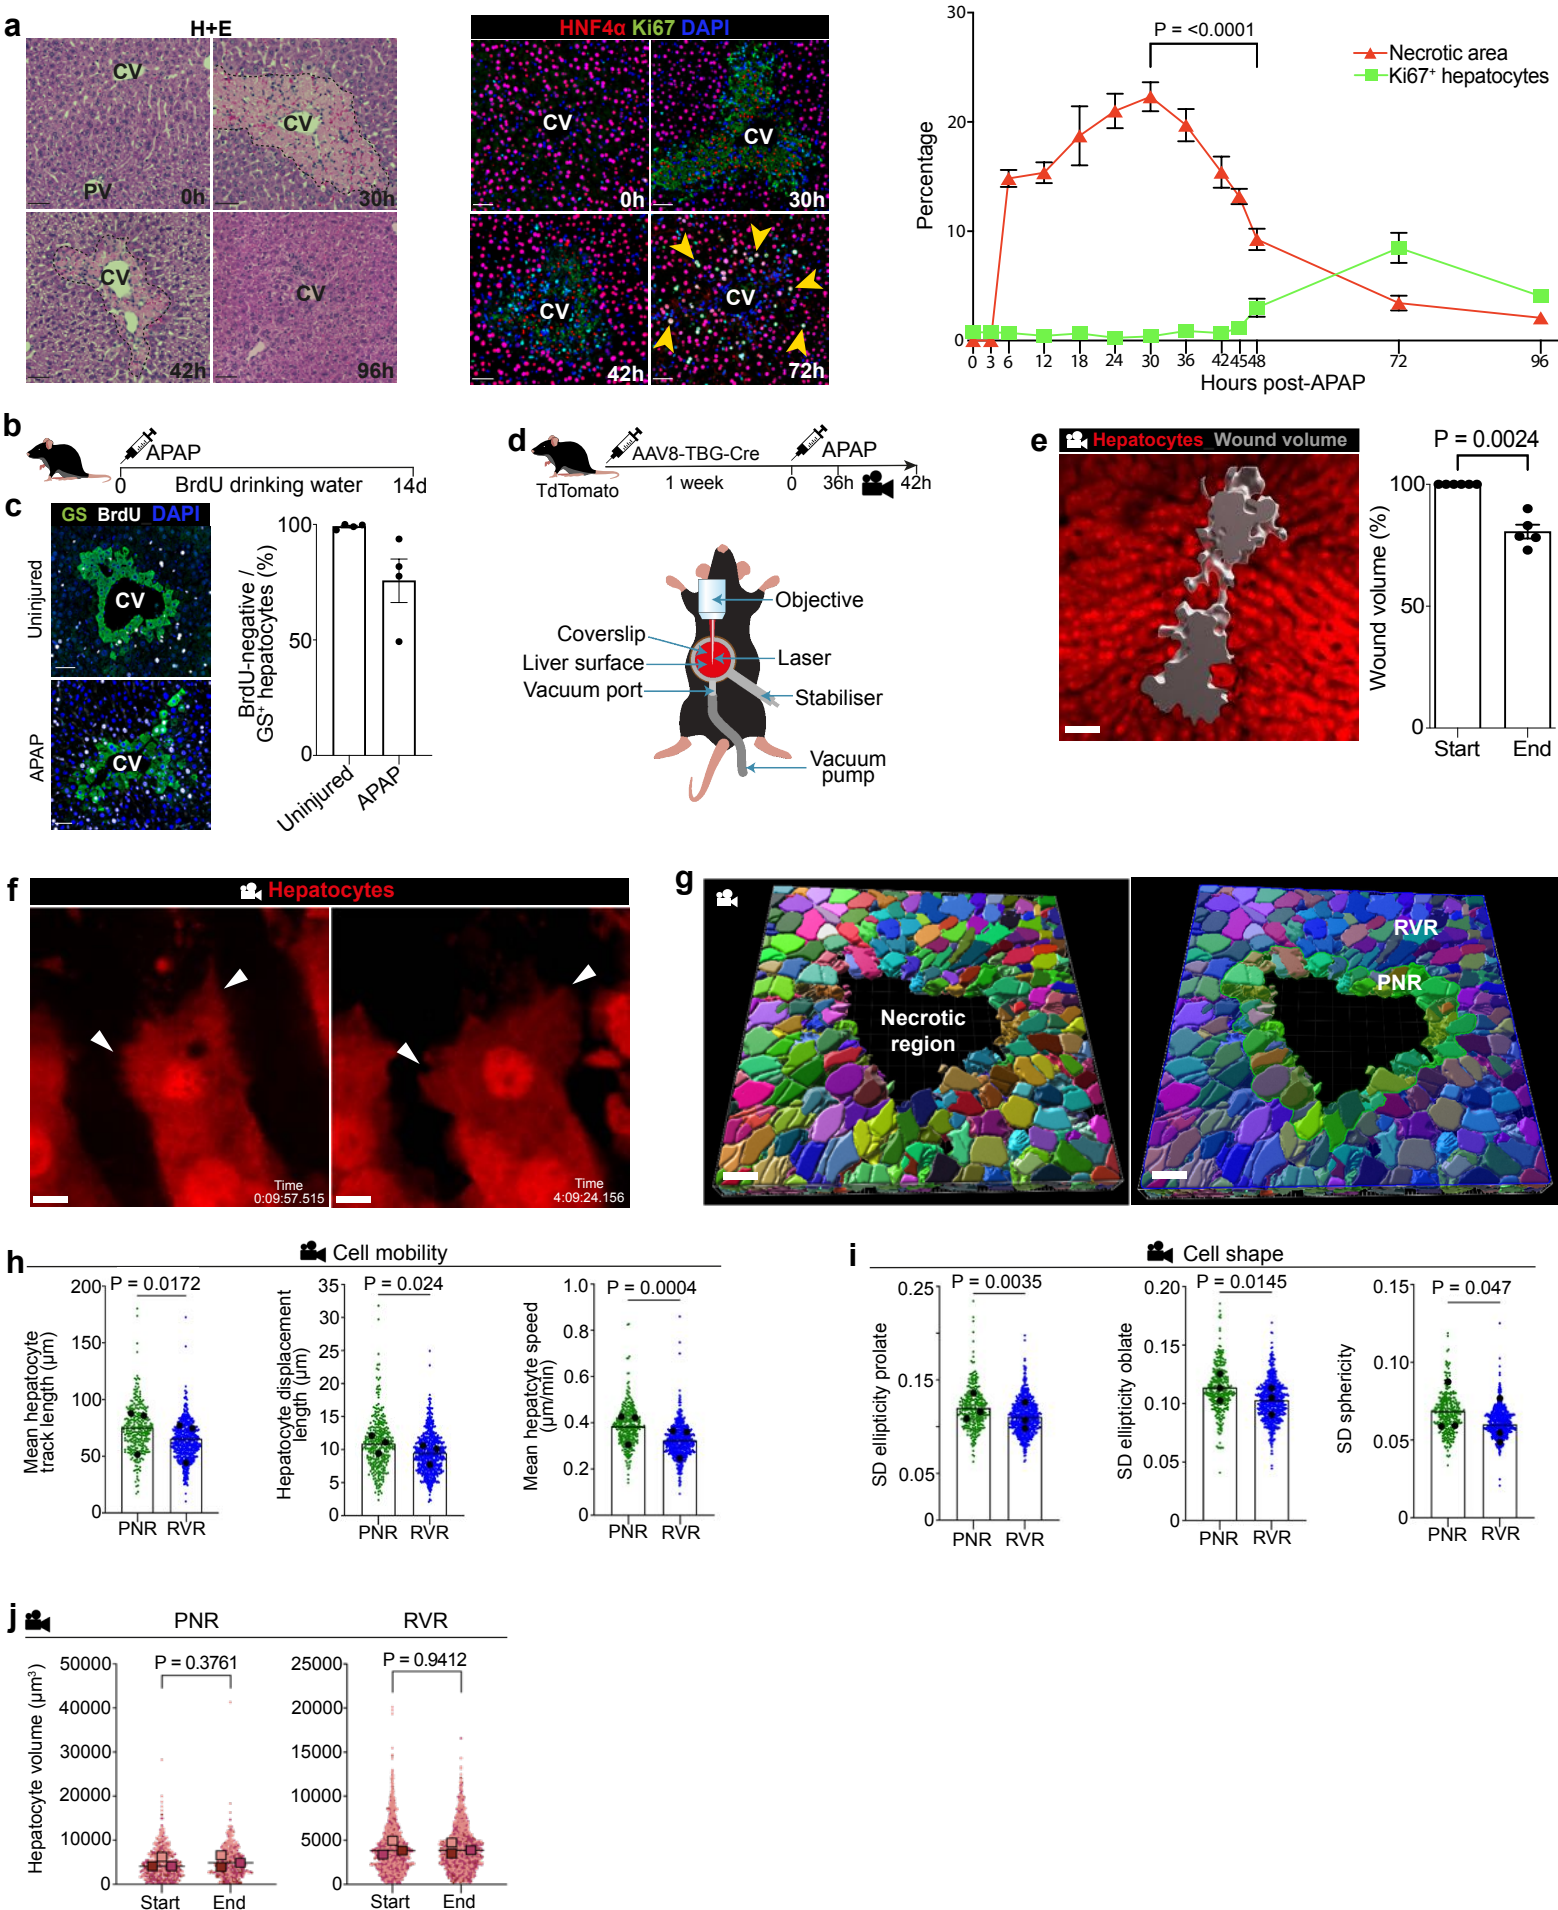 a
H+E
CV
PV
0h
CV
30h
CV
42h
CV
96h
HNF4α Ki67 DAPI
CV
0h
CV
30h
CV
42h
CV
72h
Percentage
30
20
10
0
P = <0.0001
Necrotic area
Ki67+ hepatocytes
0 3 6 12 18 24 30 36 42 45 48 72 96
Hours post-APAP
b
APAP
0 BrdU drinking water 14d
c
GS BrdU DAPI
Uninjured
CV
APAP
CV
BrdU-negative /
GS+ hepatocytes (%)
100
50
0
Uninjured
APAP
d
AAV8-TBG-Cre
APAP
TdTomato
1 week
0 36h 42h
Objective
Coverslip
Liver surface
Laser
Vacuum port
Stabiliser
Vacuum
pump
e
Hepatocytes Wound volume
P = 0.0024
Wound volume (%)
100
50
0
Start End
f
Hepatocytes
Time
0:09:57.515
Time
4:09:24.156
g
Necrotic
region
RVR
PNR
h
Cell mobility
P = 0.0172
Mean hepatocyte
track length (μm)
200
150
100
50
0
PNR RVR
P = 0.024
Hepatocyte displacement
length (μm)
35
30
25
20
15
10
5
0
PNR RVR
P = 0.0004
Mean hepatcyte speed
(μm/min)
1.0
0.8
0.6
0.4
0.2
0
PNR RVR
i
Cell shape
P = 0.0035
SD ellipticity prolate
0.25
0.15
0.05
0
PNR RVR
P = 0.0145
SD ellipticity oblate
0.20
0.15
0.10
0.05
0
PNR RVR
P = 0.047
SD sphericity
0.15
0.10
0.05
0
PNR RVR
j
PNR
RVR
Hepatocyte volume (μm³)
P = 0.3761
50000
40000
30000
20000
10000
0
Start End
P = 0.9412
25000
20000
15000
10000
5000
0
Start End